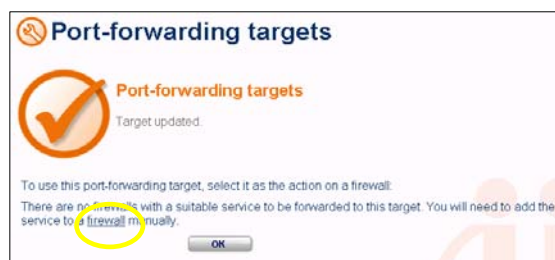 Port-forwarding targets
Port-forwarding targets
Target updated.
To use this port-forwarding target, select it as the action on a firewall:
There are no firewalls with a suitable service to be forwarded to this target. You will need to add the
service to a firewall manually.
OK